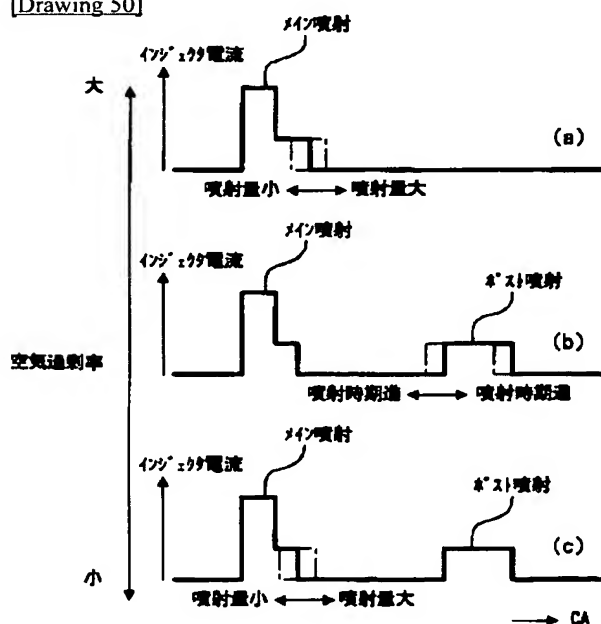 [Drawing 50]
インジェクタ電流
メイン噴射
大
(a)
噴射量小 噴射量大
インジェクタ電流
メイン噴射
ポスト噴射
(b)
空気過剰率
噴射時期進 噴射時期遅
インジェクタ電流
メイン噴射
ポスト噴射
(c)
小
噴射量小 噴射量大
CA